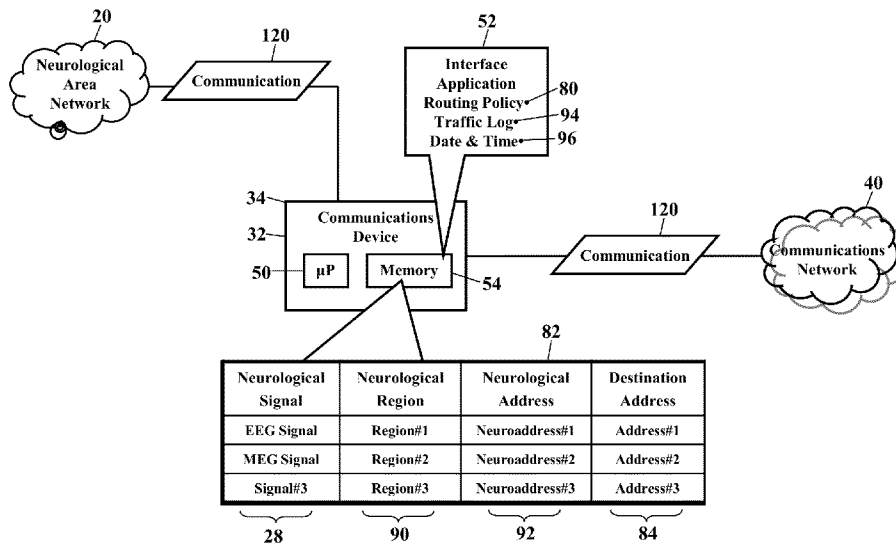 20
120
52
Neurological
Area
Network
Communication
Interface
Application
Routing Policy
80
Traffic Log
94
Date & Time
96
34
32
Communications
Device
50
µP
Memory
54
120
Communication
40
Communications
Network
82
Neurological Signal Neurological Region Neurological Address Destination Address
EEG Signal Region#1 Neuroaddress#1 Address#1
MEG Signal Region#2 Neuroaddress#2 Address#2
Signal#3 Region#3 Neuroaddress#3 Address#3
28 90 92 84